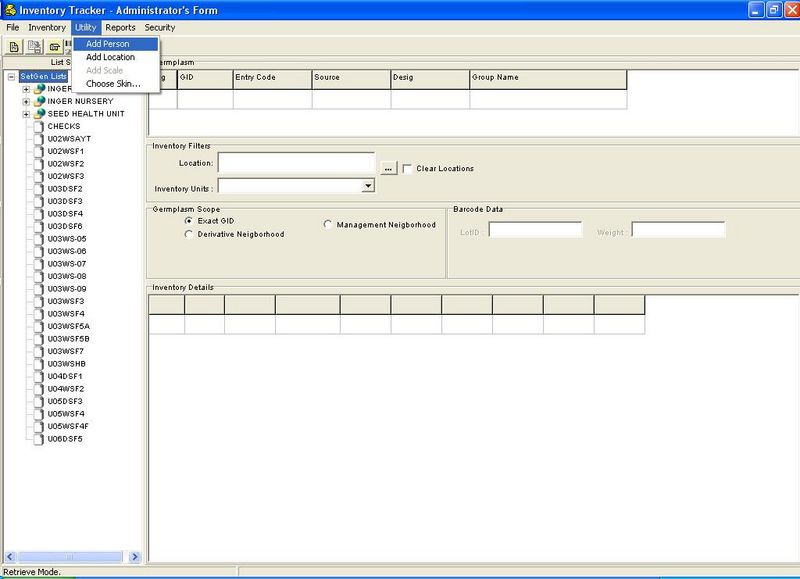 Inventory Tracker - Administrator's Form
File Inventory Utility Reports Security
Add Person
Add Location
Add Scale
Choose Skin...
List S
SetGen Lists
INGER
INGER NURSERY
SEED HEALTH UNIT
CHECKS
U02WSAYT
U02WSF1
U02WSF2
U02WSF3
U03DSF2
U03DSF3
U03DSF4
U03DSF6
U03WS-05
U03WS-06
U03WS-07
U03WS-08
U03WS-09
U03WSF3
U03WSF4
U03WSF5A
U03WSF5B
U03WSF7
U03WSHB
U04DSF1
U04WSF2
U05DSF3
U05WSF4
U05WSF4F
U06DSF5
ermplasm
g GID Entry Code Source Desig Group Name
Inventory Filters
Location:
... Clear Locations
Inventory Units :
Germplasm Scope
Exact GID
Management Neigborhood
Derivative Neigborhood
Barcode Data
LotID : Weight :
Inventory Details
Retrieve Mode.